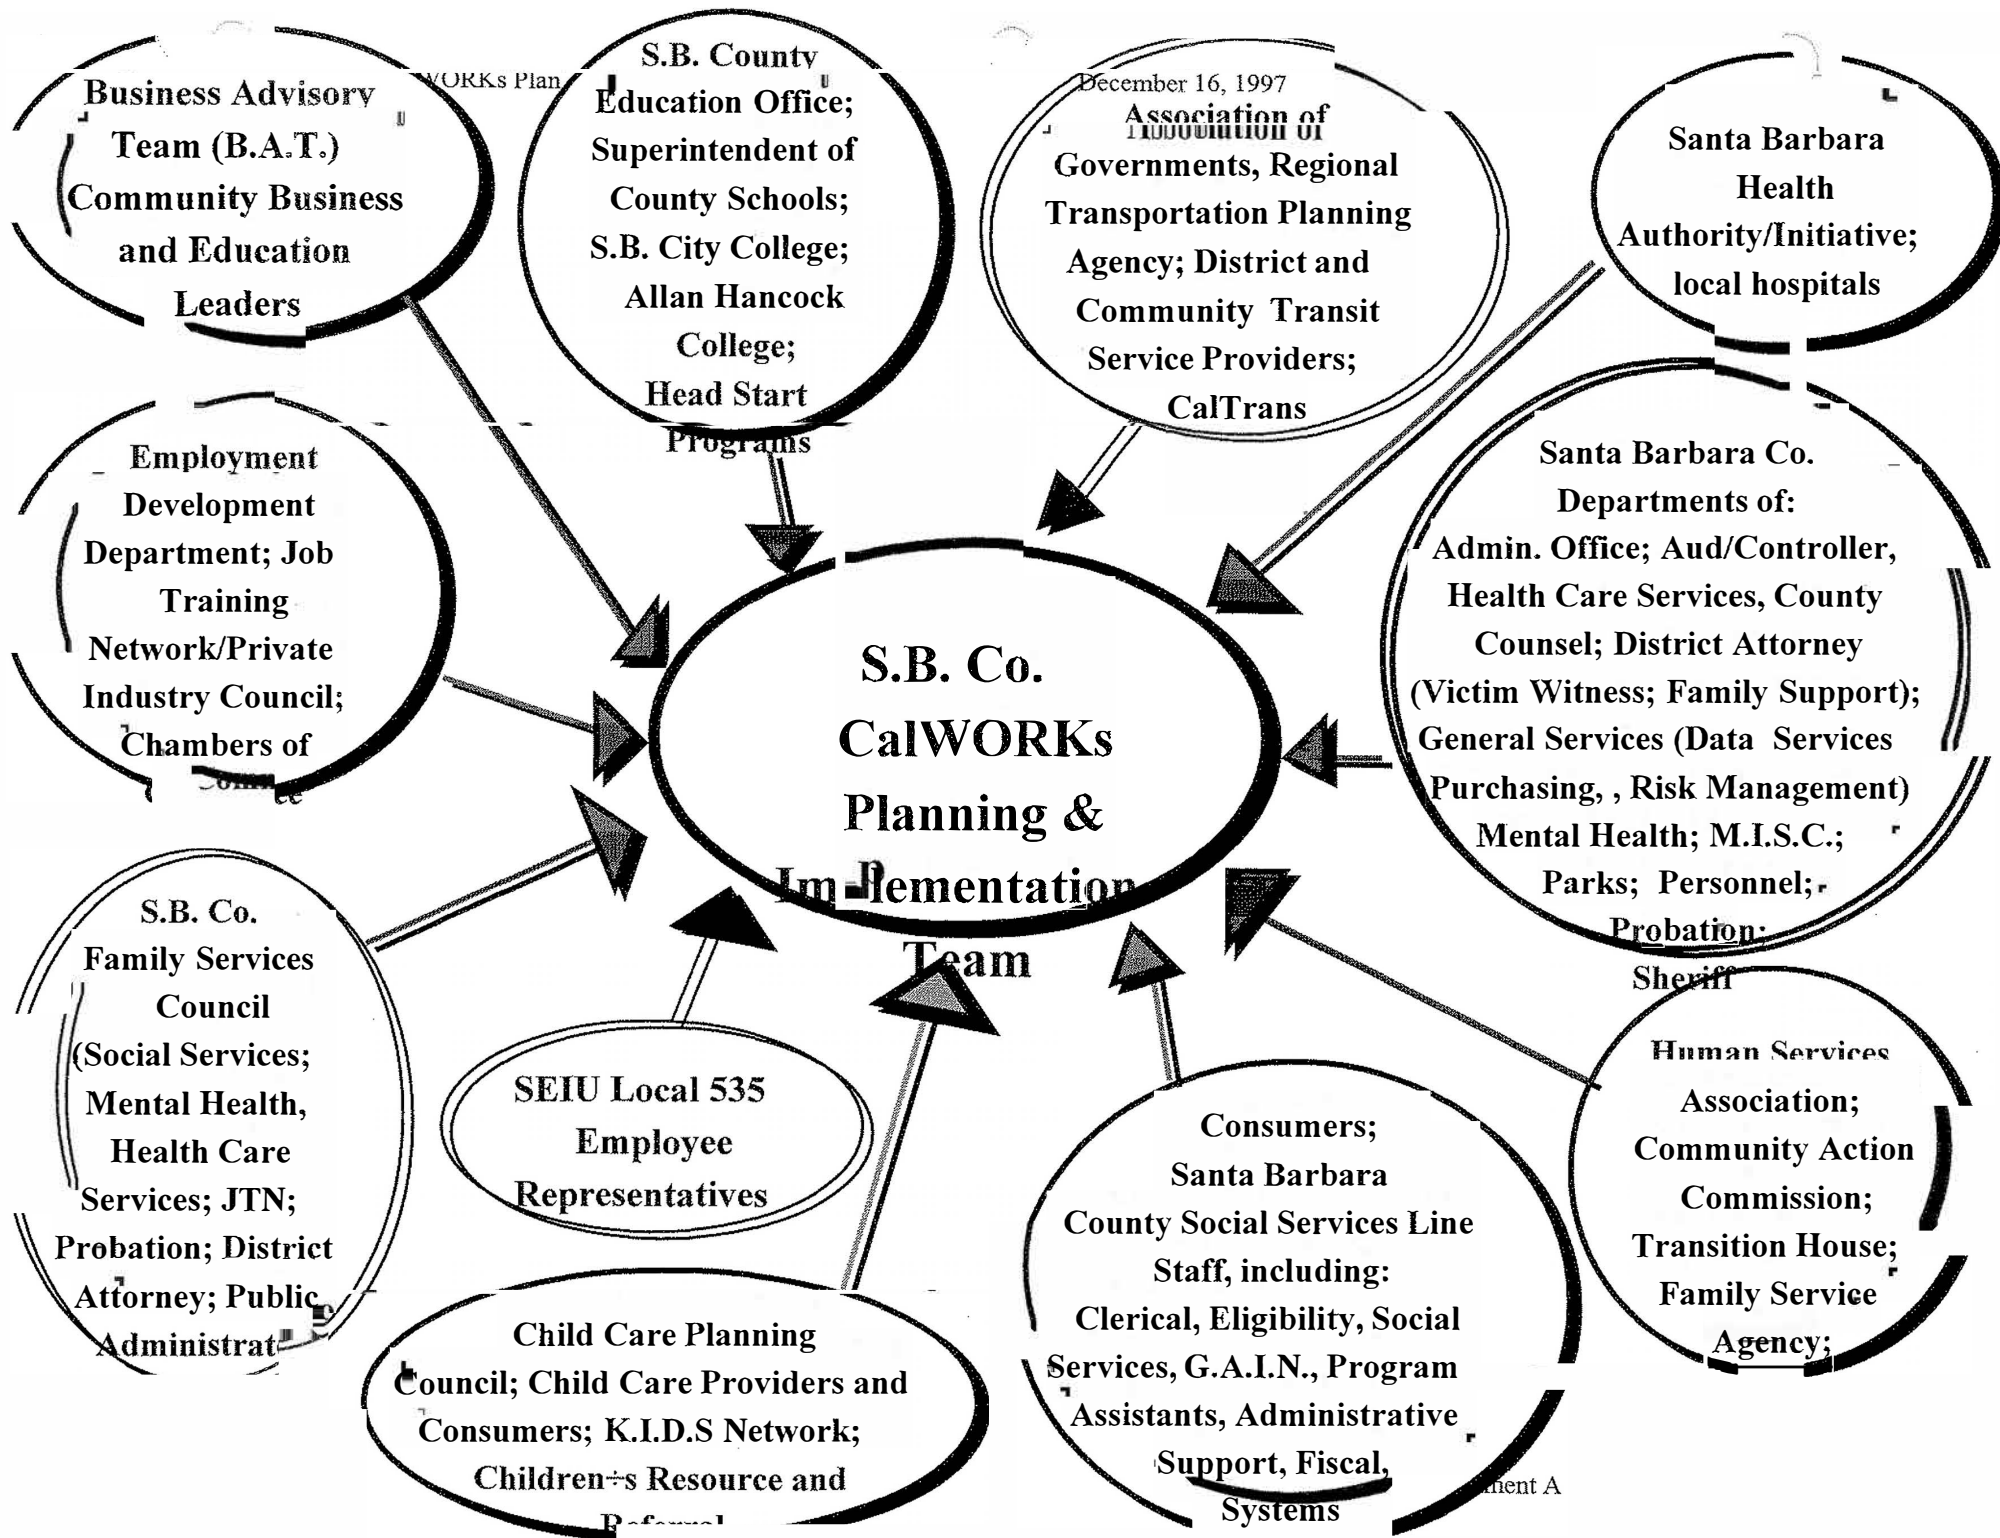 WORKs Plan
December 16, 1997
Business Advisory
Team (B.A.T.)
Community Business
and Education
Leaders
S.B. County
Education Office;
Superintendent of
County Schools;
S.B. City College;
Allan Hancock
College;
Head Start
Programs
Association of
Governments, Regional
Transportation Planning
Agency; District and
Community Transit
Service Providers;
CalTrans
Santa Barbara
Health
Authority/Initiative;
local hospitals
Employment
Development
Department; Job
Training
Network/Private
Industry Council;
Chambers of
S.B. Co.
CalWORKs
Planning &
Implementation
Team
Santa Barbara Co.
Departments of:
Admin. Office; Aud/Controller,
Health Care Services, County
Counsel; District Attorney
(Victim Witness; Family Support);
General Services (Data Services
Purchasing, , Risk Management)
Mental Health; M.I.S.C.;
Parks; Personnel;
Probation;
Sheriff
S.B. Co.
Family Services
Council
(Social Services;
Mental Health,
Health Care
Services; JTN;
Probation; District
Attorney; Public
Administrat
SEIU Local 535
Employee
Representatives
Child Care Planning
Council; Child Care Providers and
Consumers; K.I.D.S Network;
Children÷s Resource and
Referral
Consumers;
Santa Barbara
County Social Services Line
Staff, including:
Clerical, Eligibility, Social
Services, G.A.I.N., Program
Assistants, Administrative
Support, Fiscal,
Systems
Human Services
Association;
Community Action
Commission;
Transition House;
Family Service
Agency;
ment A